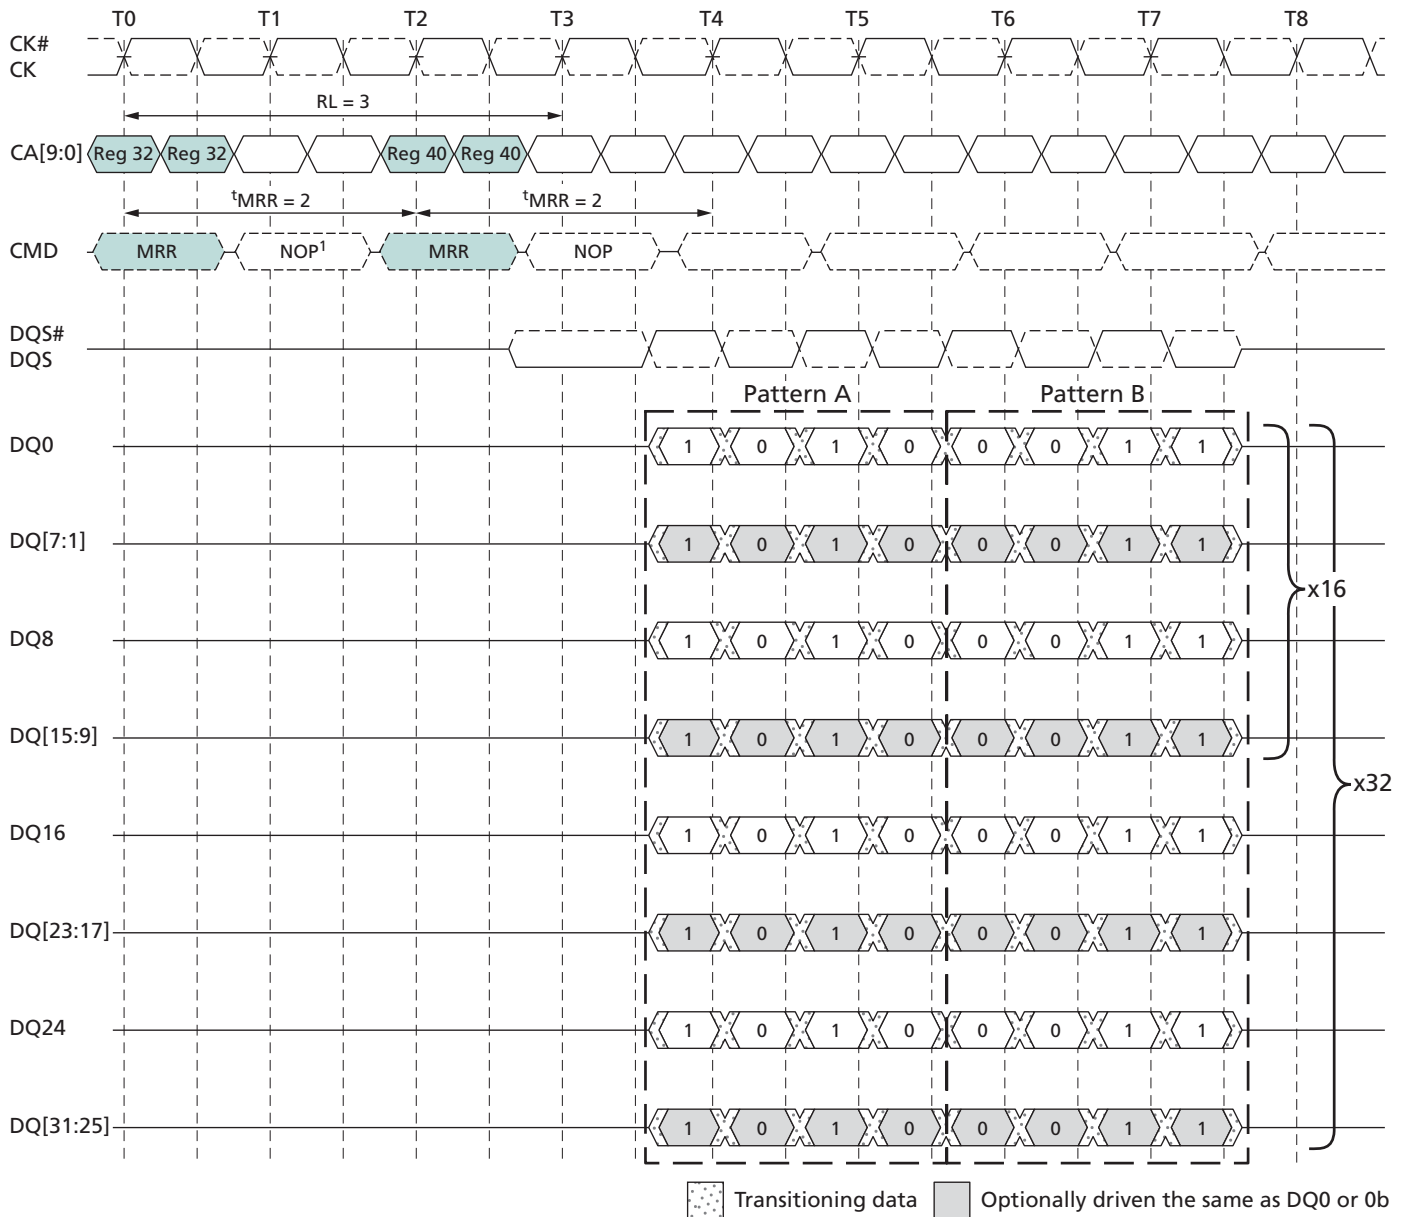 T0 T1 T2 T3 T4 T5 T6 T7 T8
CK#
CK
RL = 3
CA[9:0] Reg 32 Reg 32 Reg 40 Reg 40
tMRR = 2 tMRR = 2
CMD MRR NOP1 MRR NOP
DQS#
DQS
Pattern A Pattern B
DQ0 1 0 1 0 0 0 1 1
DQ[7:1] 1 0 1 0 0 0 1 1
x16
DQ8 1 0 1 0 0 0 1 1
DQ[15:9] 1 0 1 0 0 0 1 1
x32
DQ16 1 0 1 0 0 0 1 1
DQ[23:17] 1 0 1 0 0 0 1 1
DQ24 1 0 1 0 0 0 1 1
DQ[31:25] 1 0 1 0 0 0 1 1
Transitioning data Optionally driven the same as DQ0 or 0b